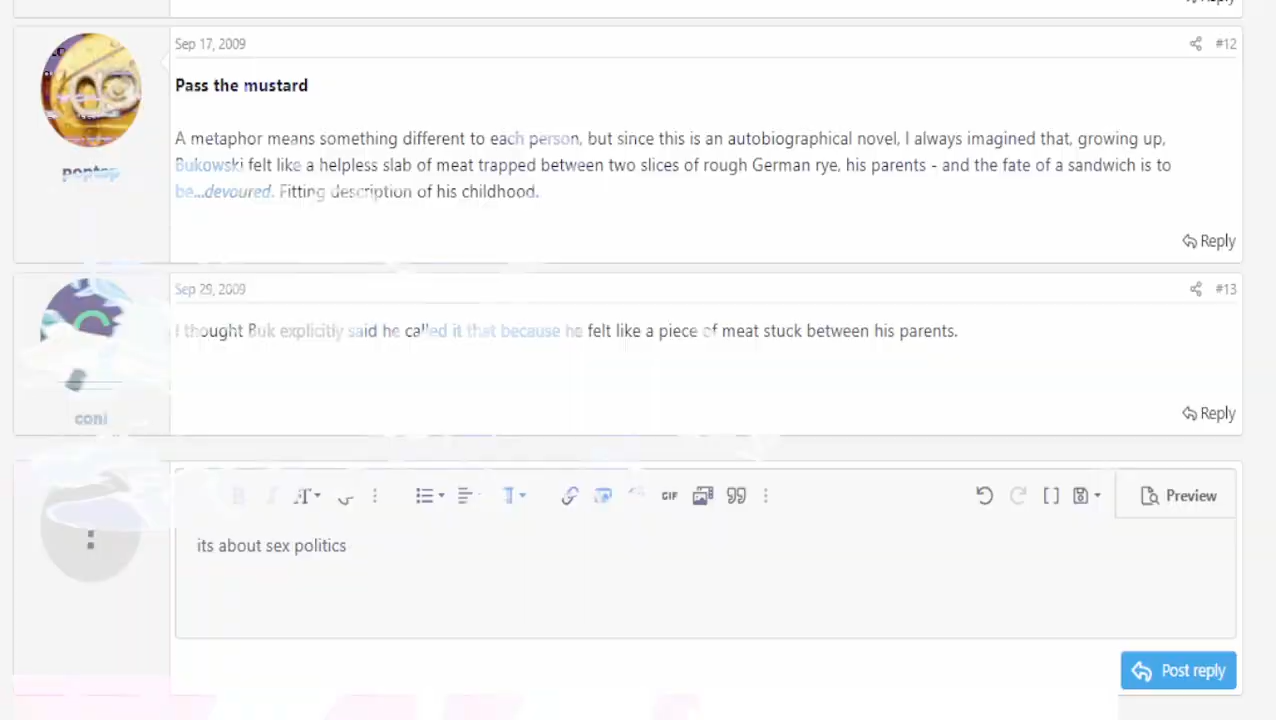 Sep 17, 2009
#12
Pass the mustard
A metaphor means something different to each person, but since this is an autobiographical novel, I always imagined that, growing up,
Bukowski felt like a helpless slab of meat trapped between two slices of rough German rye, his parents - and the fate of a sandwich is to
be...devoured. Fitting description of his childhood.
poptop
Reply
Sep 29, 2009
#13
I thought Buk explicitly said he called it that because he felt like a piece of meat stuck between his parents.
coni
Reply
GIF
Preview
its about sex politics
Post reply